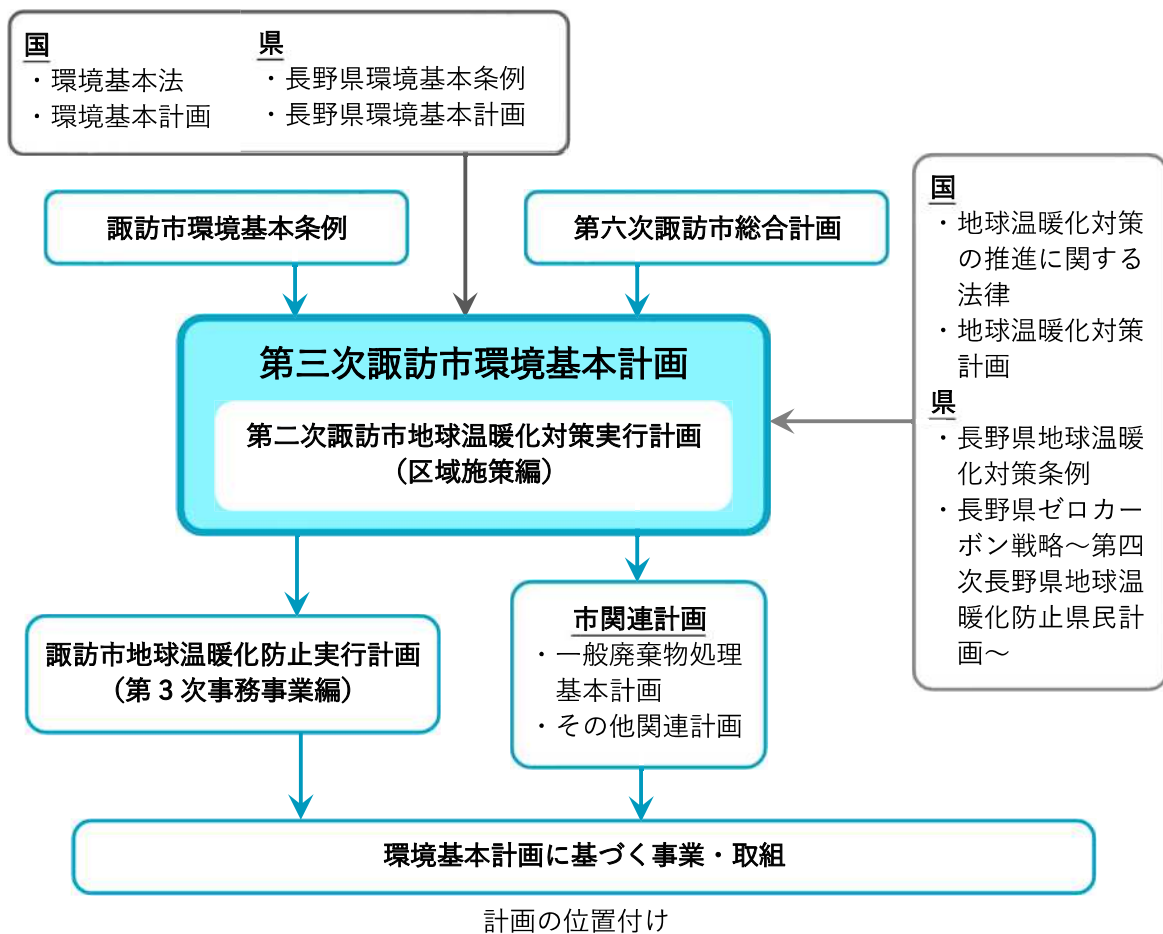 国
・環境基本法
・環境基本計画
県
・長野県環境基本条例
・長野県環境基本計画
諏訪市環境基本条例
第六次諏訪市総合計画
国
・地球温暖化対策
の推進に関する
法律
・地球温暖化対策
計画
県
・長野県地球温暖
化対策条例
・長野県ゼロカー
ボン戦略～第四
次長野県地球温
暖化防止県民計
画～
第三次諏訪市環境基本計画
第二次諏訪市地球温暖化対策実行計画
（区域施策編）
諏訪市地球温暖化防止実行計画
（第3次事務事業編）
市関連計画
・一般廃棄物処理
基本計画
・その他関連計画
環境基本計画に基づく事業・取組
計画の位置付け